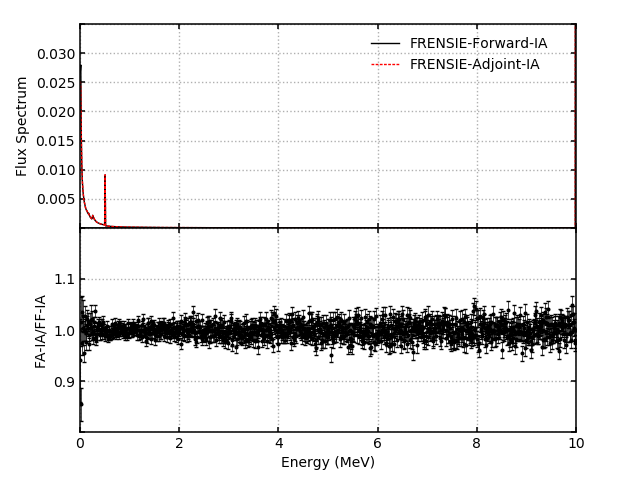 FRENSIE-Forward-IA
FRENSIE-Adjoint-IA
Flux Spectrum
0.030
0.025
0.020
0.015
0.010
0.005
FA-IA/FF-IA
1.1
1.0
0.9
0 2 4 6 8 10
Energy (MeV)